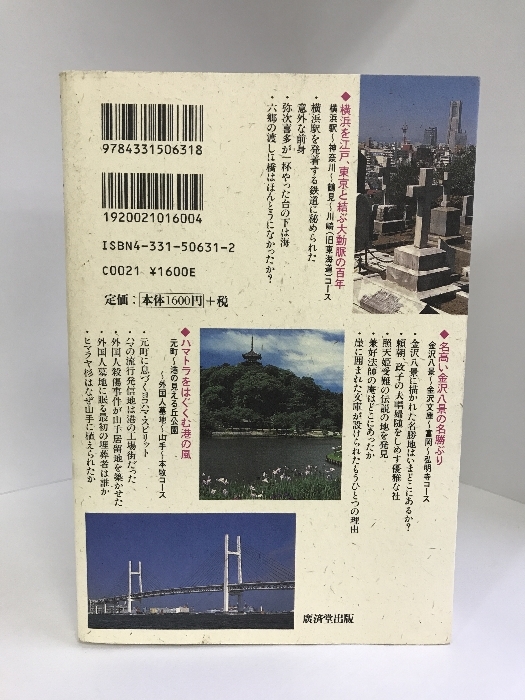 9784331506318
1920021016004
ISBN4-331-50631-2
C0021 ¥1600E
定価：本体1600円＋税
◆横浜を江戸、東京と結ぶ大動脈の百年
横浜駅〜神奈川〜鶴見〜川崎（旧東海道）コース
・横浜駅を発着する鉄道に秘められた
意外な前身
・弥次喜多が一杯やった台の下は海
・六郷の渡しに橋はほんとうになかったか？
◆名高い金沢八景の名勝ぶり
金沢八景〜金沢文庫〜富岡〜弘明寺コース
・金沢八景に描かれた名勝地はいまどこにあるか？
・頼朝、政子の夫唱婦随をしめす優雅な社
・照天姫受難の伝説の地を発見
・兼好法師の庵はどこにあったか
・崖に囲まれた文庫が設けられたもうひとつの理由
◆ハマトラをはぐくむ港の風
元町〜港の見える丘公園
〜外国人墓地〜山手〜本牧コース
・元町に息づくヨコハマ・スピリット
・ハマの流行発信地は港の工場街だった
・外国人殺傷事件が山手居留地を築かせた
・外国人墓地に眠る最初の埋葬者は誰か
・ヒマラヤ杉はなぜ山手に植えられたか
廣済堂出版